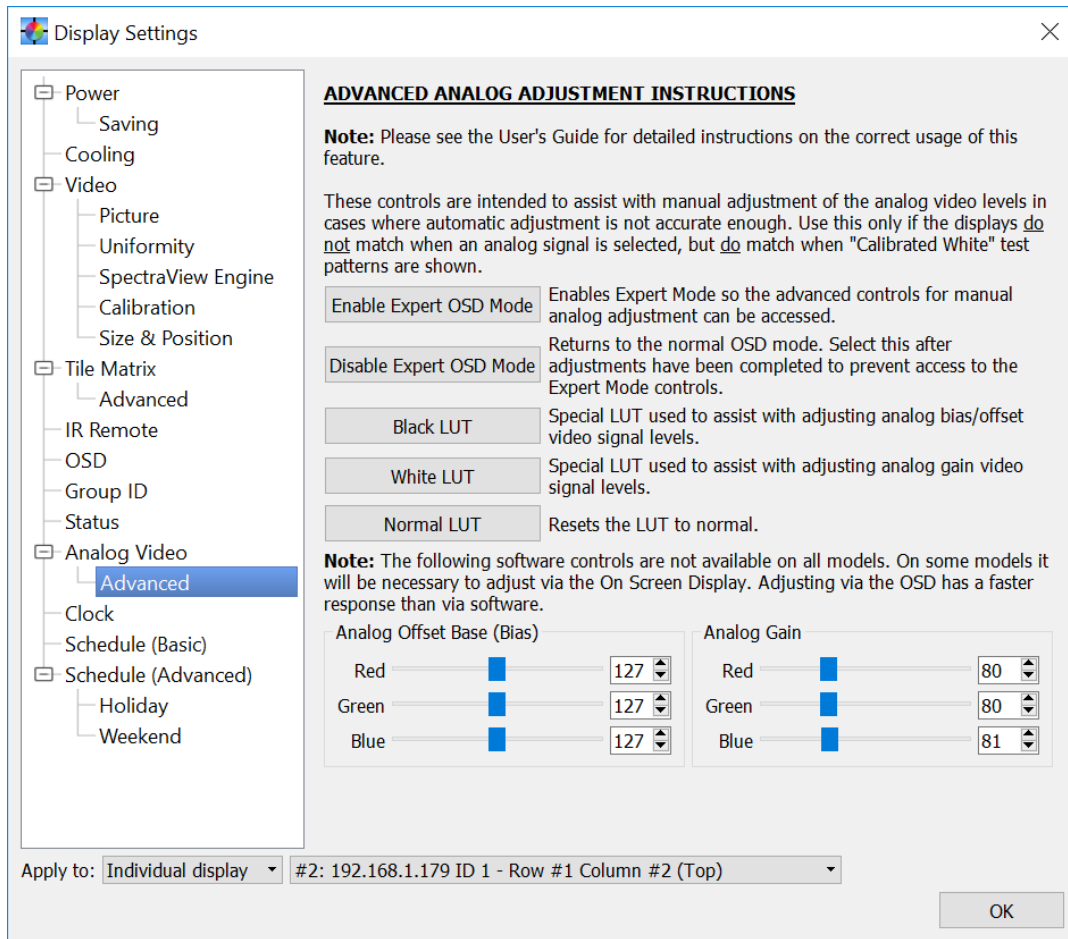 Display Settings
Power
Saving
Cooling
Video
Picture
Uniformity
SpectraView Engine
Calibration
Size & Position
Tile Matrix
Advanced
IR Remote
OSD
Group ID
Status
Analog Video
Advanced
Clock
Schedule (Basic)
Schedule (Advanced)
Holiday
Weekend
ADVANCED ANALOG ADJUSTMENT INSTRUCTIONS
Note: Please see the User's Guide for detailed instructions on the correct usage of this
feature.
These controls are intended to assist with manual adjustment of the analog video levels in
cases where automatic adjustment is not accurate enough. Use this only if the displays do
not match when an analog signal is selected, but do match when "Calibrated White" test
patterns are shown.
Enable Expert OSD Mode
Enables Expert Mode so the advanced controls for manual
analog adjustment can be accessed.
Disable Expert OSD Mode
Returns to the normal OSD mode. Select this after
adjustments have been completed to prevent access to the
Expert Mode controls.
Black LUT
Special LUT used to assist with adjusting analog bias/offset
video signal levels.
White LUT
Special LUT used to assist with adjusting analog gain video
signal levels.
Normal LUT
Resets the LUT to normal.
Note: The following software controls are not available on all models. On some models it
will be necessary to adjust via the On Screen Display. Adjusting via the OSD has a faster
response than via software.
Analog Offset Base (Bias)
Red 127
Green 127
Blue 127
Analog Gain
Red 80
Green 80
Blue 81
Apply to: Individual display #2: 192.168.1.179 ID 1 - Row #1 Column #2 (Top)
OK